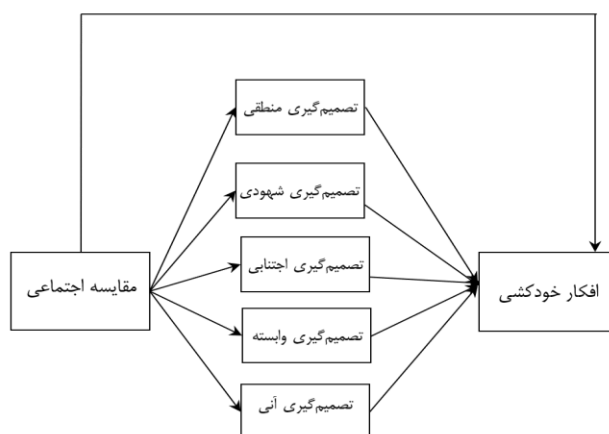 تصمیم‌گیری منطقی
تصمیم‌گیری شهودی
تصمیم‌گیری اجتنابی
مقایسه اجتماعی
افکار خودکشی
تصمیم‌گیری وابسته
تصمیم‌گیری آنی